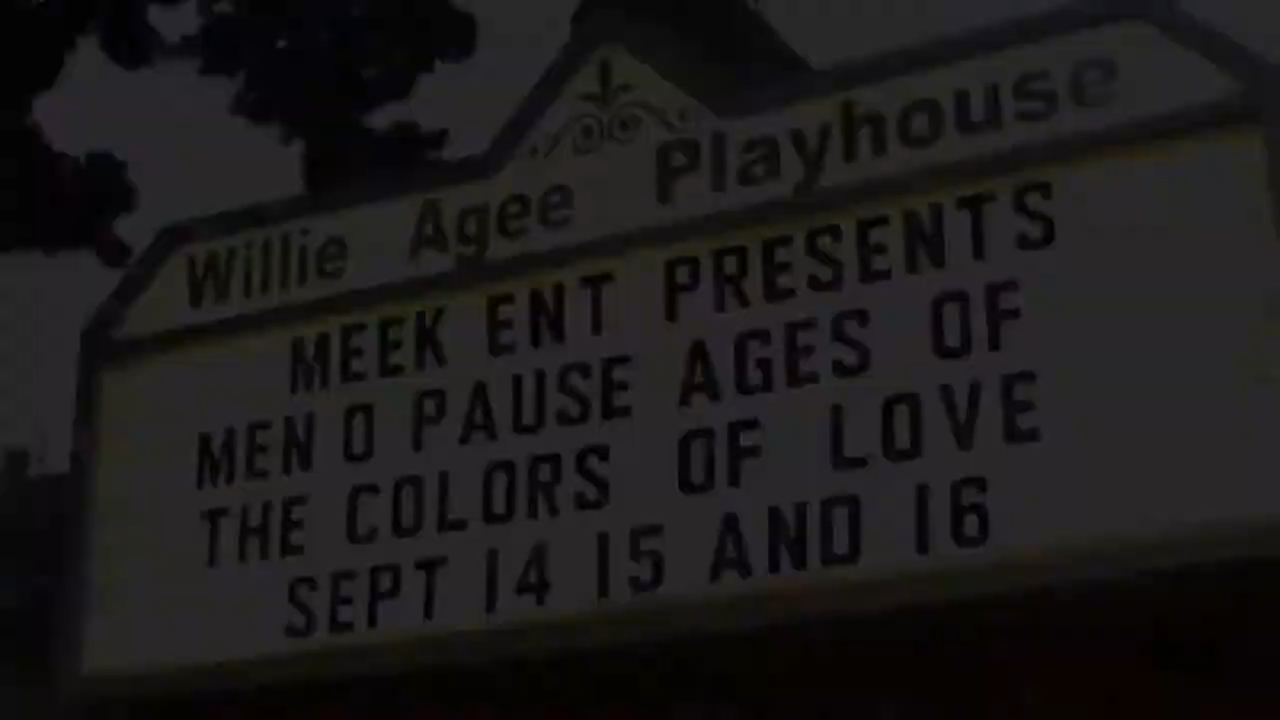 Willie Agee Playhouse
MEEK ENT PRESENTS
MEN O PAUSE AGES OF
THE COLORS OF LOVE
SEPT 14 15 AND 16